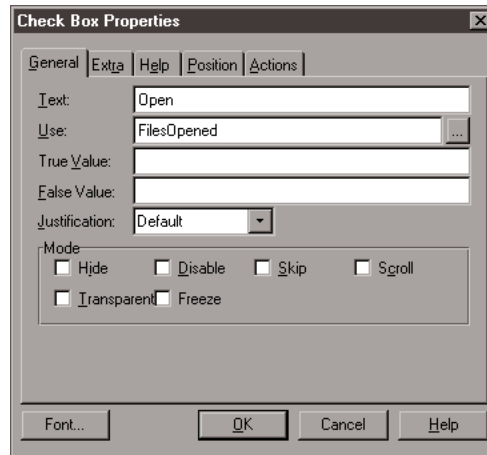 Check Box Properties
General Extra Help Position Actions
Text: Open
Use: FilesOpened ...
True Value:
False Value:
Justification: Default
Mode
Hide Disable Skip Scroll
Transparent Freeze
Font... OK Cancel Help